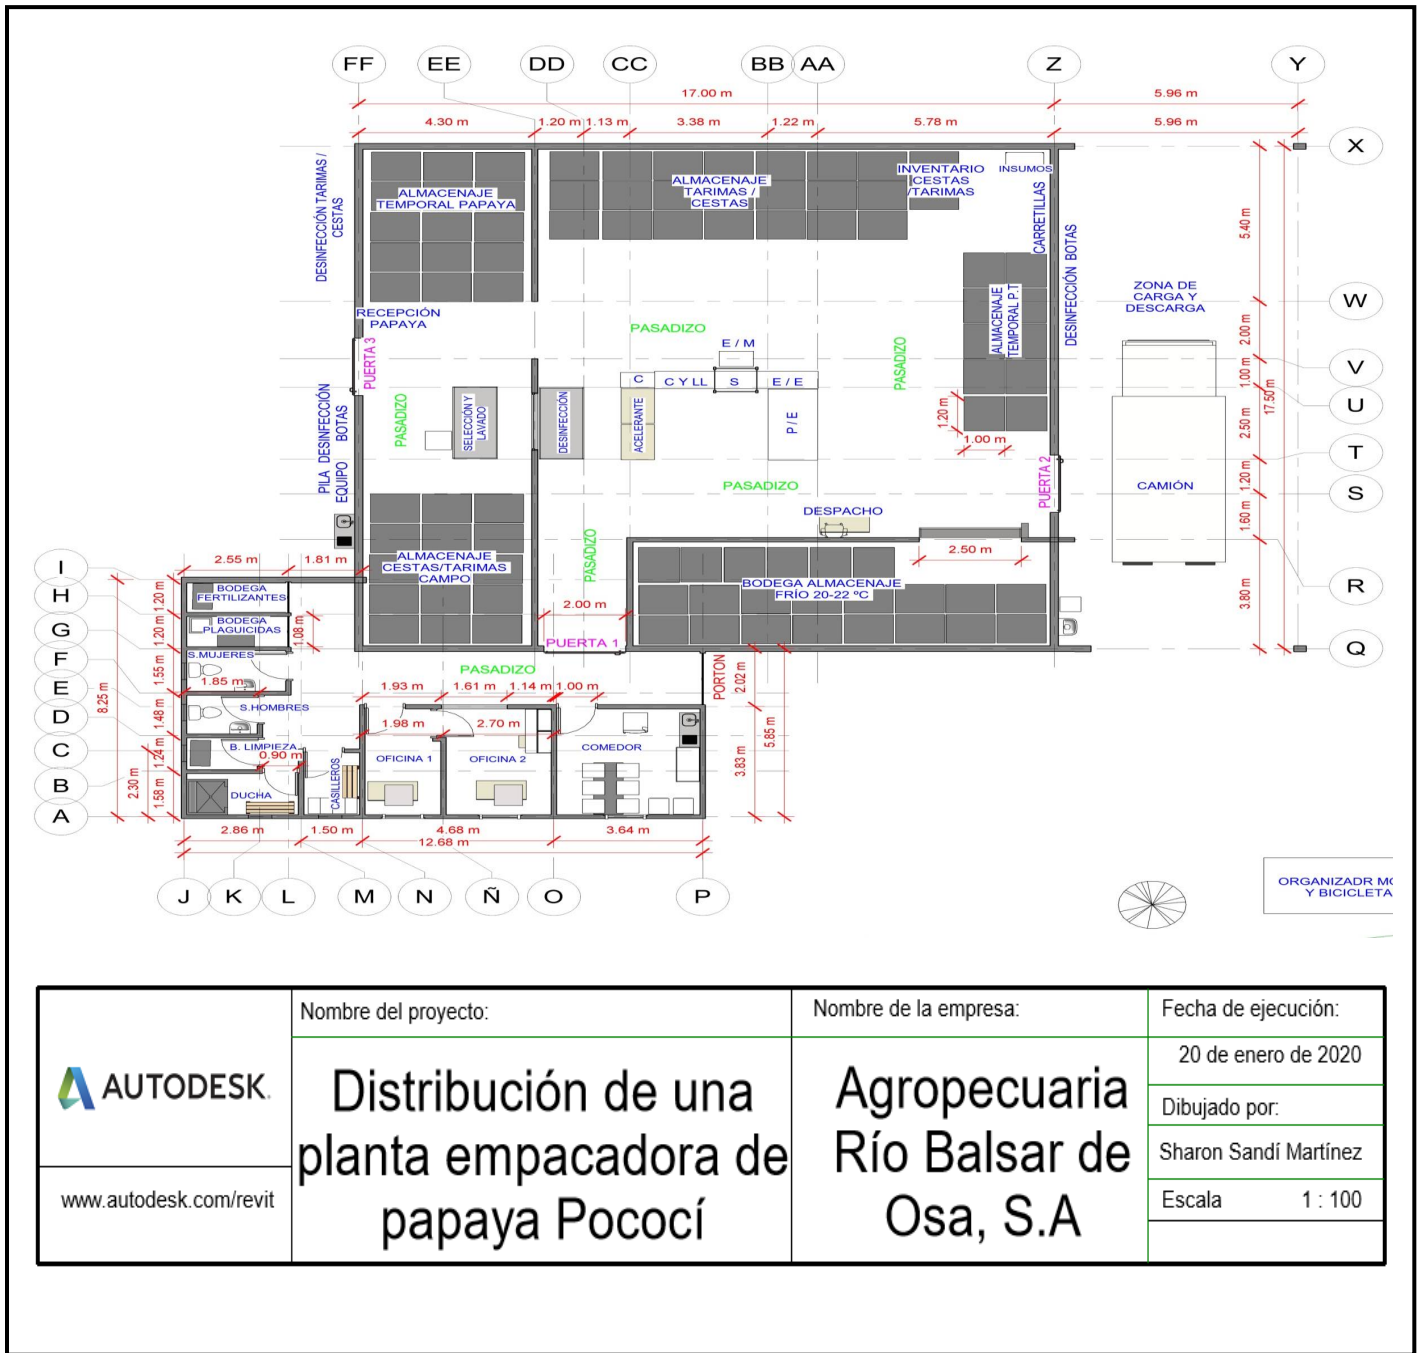 FF EE DD CC BB AA Z Y
17.00 m 5.96 m
4.30 m 1.20 m 1.13 m 3.38 m 1.22 m 5.78 m 5.96 m
X
W
V
U
T
S
R
Q
5.40 m
2.00 m
1.00 m
2.50 m
1.20 m
1.60 m
3.80 m
17.50 m
DESINFECCIÓN TARIMAS /
CESTAS
ALMACENAJE
TEMPORAL PAPAYA
ALMACENAJE
TARIMAS /
CESTAS
INVENTARIO
CESTAS
/TARIMAS
INSUMOS
CARRETILLAS
DESINFECCIÓN BOTAS
ZONA DE
CARGA Y
DESCARGA
RECEPCIÓN
PAPAYA
PUERTA 3
PASADIZO
E / M
PASADIZO
ALMACENAJE
TEMPORAL P.T
C
C Y LL
S
E / E
PASADIZO
SELECCIÓN Y
LAVADO
DESINFECCIÓN
ACELERANTE
P / E
1.20 m
1.00 m
PILA DESINFECCIÓN
EQUIPO BOTAS
PASADIZO
PUERTA 2
CAMIÓN
DESPACHO
2.50 m
ALMACENAJE
CESTAS/TARIMAS
CAMPO
PASADIZO
BODEGA ALMACENAJE
FRÍO 20-22 ºC
2.00 m
PUERTA 1
I
H
G
F
E
D
C
B
A
2.55 m 1.81 m
1.20 m
1.20 m
1.55 m
1.48 m
1.24 m
1.58 m
8.25 m
2.30 m
BODEGA
FERTILIZANTES
BODEGA
PLAGUICIDAS
1.08 m
S.MUJERES
1.85 m
PASADIZO
PORTON
2.02 m
3.83 m
5.85 m
1.93 m 1.61 m 1.14 m 1.00 m
S.HOMBRES
1.98 m 2.70 m
B. LIMPIEZA
0.90 m
CASILLEROS
OFICINA 1
OFICINA 2
COMEDOR
DUCHA
2.86 m 1.50 m 4.68 m 3.64 m
12.68 m
J K L M N Ñ O P
ORGANIZADR MO
Y BICICLETA
AUTODESK.
www.autodesk.com/revit
Nombre del proyecto:
Distribución de una
planta empacadora de
papaya Pococí
Nombre de la empresa:
Agropecuaria
Río Balsar de
Osa, S.A
Fecha de ejecución:
20 de enero de 2020
Dibujado por:
Sharon Sandí Martínez
Escala 1 : 100